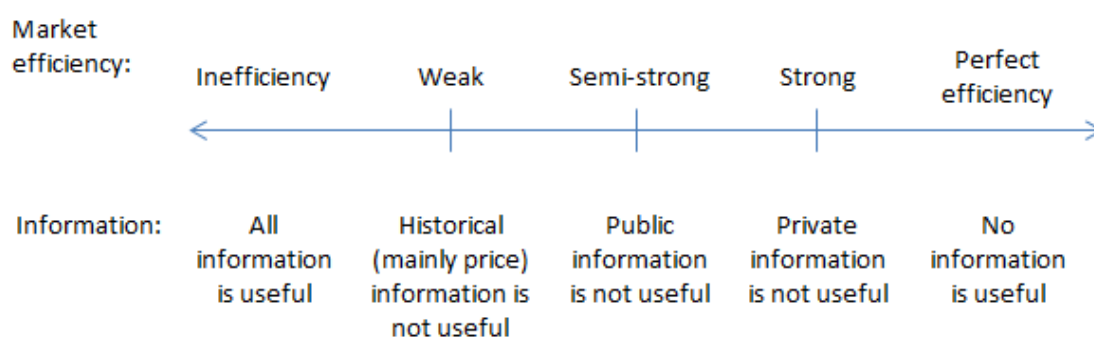 Market
efficiency:
Inefficiency
Weak
Semi-strong
Strong
Perfect
efficiency
Information:
All
information
is useful
Historical
(mainly price)
information is
not useful
Public
information
is not useful
Private
information
is not useful
No
information
is useful